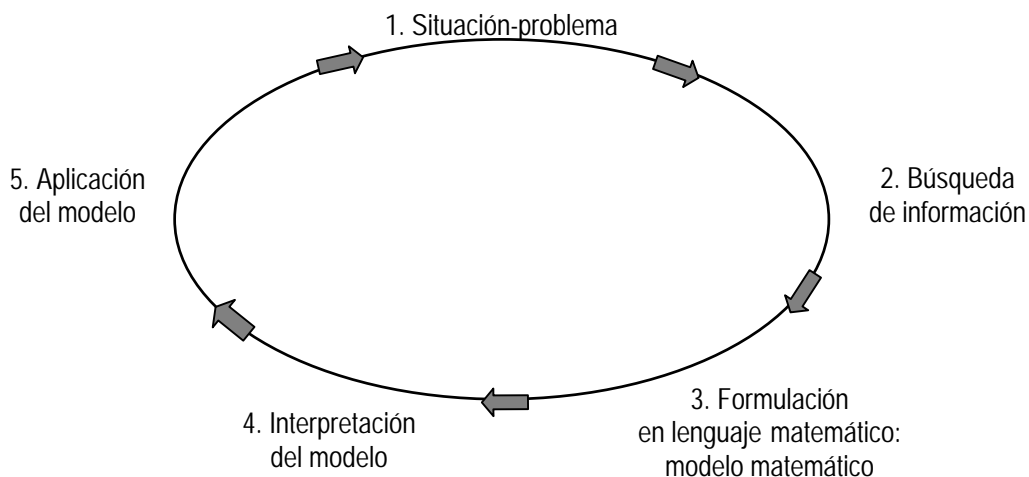 1. Situación-problema
2. Búsqueda
de información
3. Formulación
en lenguaje matemático:
modelo matemático
4. Interpretación
del modelo
5. Aplicación
del modelo